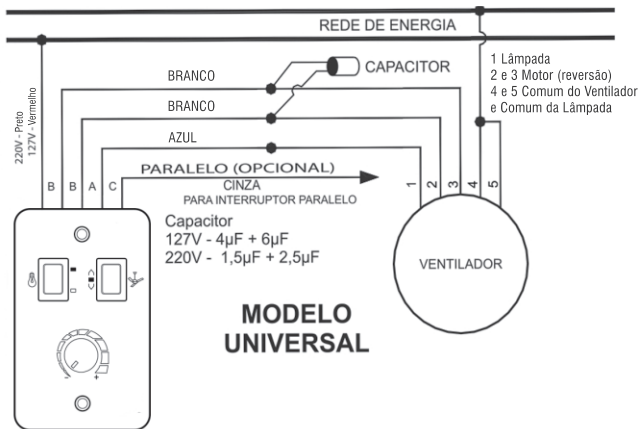 REDE DE ENERGIA
1 Lâmpada
2 e 3 Motor (reversão)
4 e 5 Comum do Ventilador
e Comum da Lâmpada
CAPACITOR
BRANCO
BRANCO
AZUL
220V - Preto
127V - Vermelho
B
B
A
C
PARALELO (OPCIONAL)
CINZA
PARA INTERRUPTOR PARALELO
1
2
3
4
5
Capacitor
127V - 4µF + 6µF
220V - 1,5µF + 2,5µF
VENTILADOR
MODELO
UNIVERSAL
- +